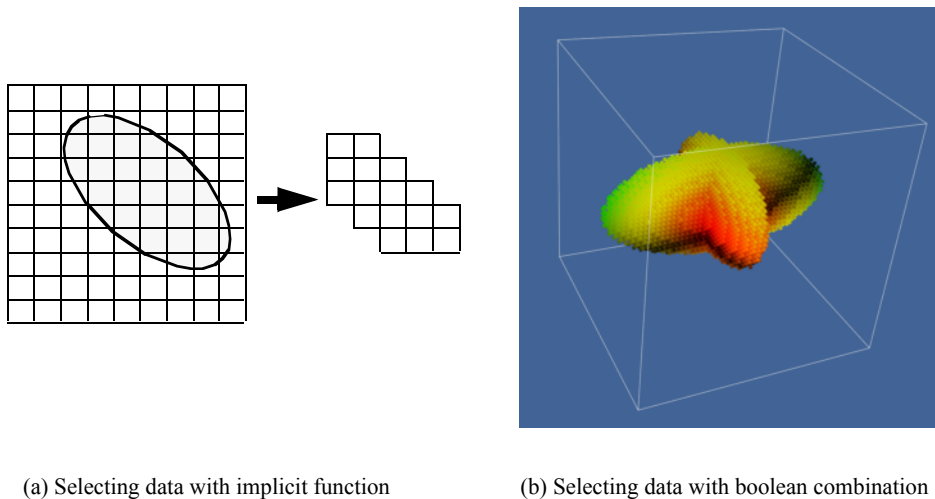 (a) Selecting data with implicit function
(b) Selecting data with boolean combination